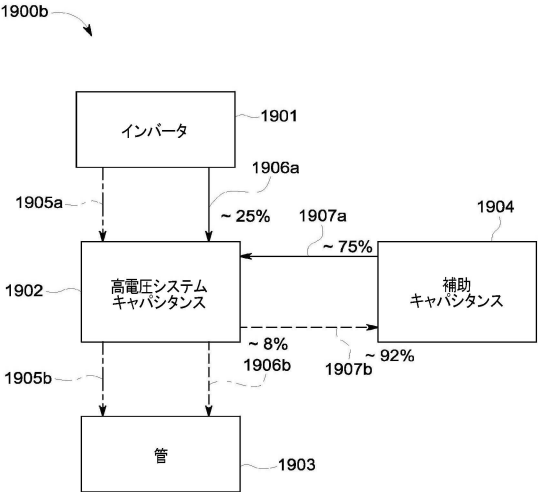 1900b
インバータ
1901
1905a
1906a
~ 25%
1907a
~ 75%
1904
1902
高電圧システム
キャパシタンス
補助
キャパシタンス
~ 8%
1907b
~ 92%
1905b
1906b
管
1903